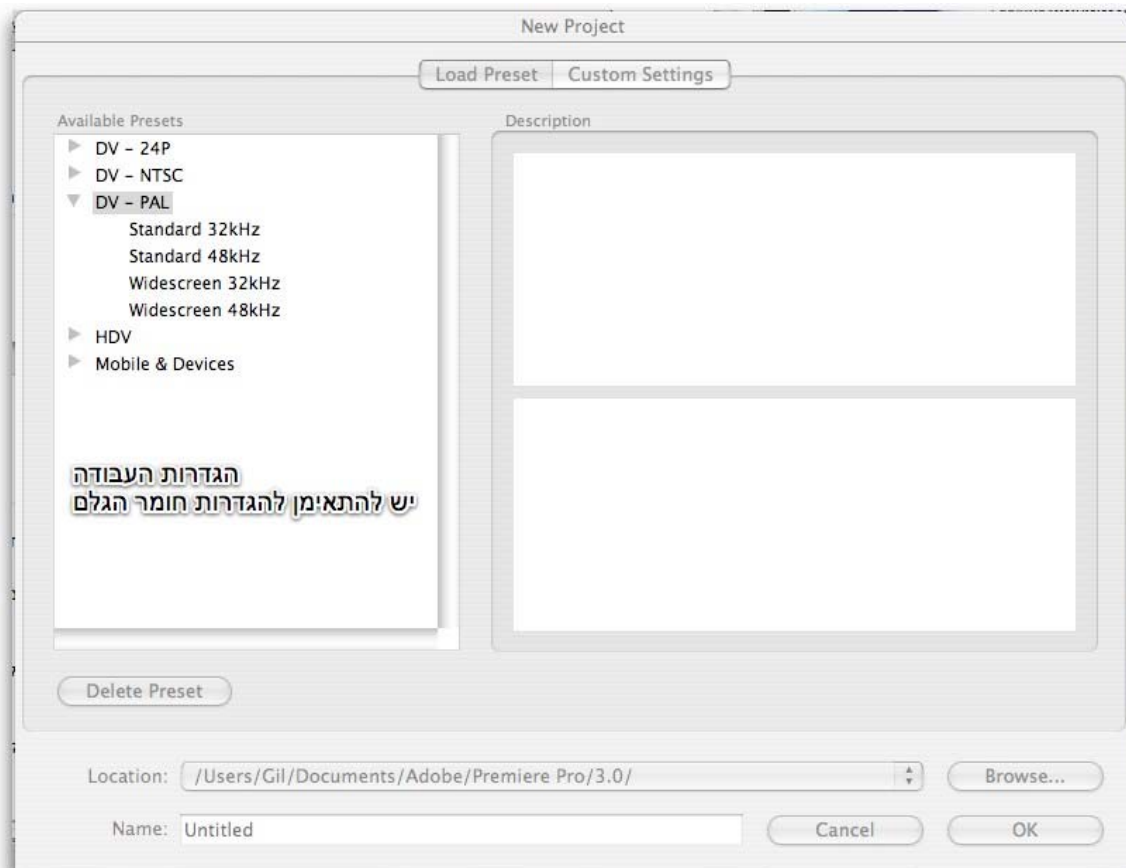 New Project
Load Preset
Custom Settings
Available Presets
DV - 24P
DV - NTSC
DV - PAL
Standard 32kHz
Standard 48kHz
Widescreen 32kHz
Widescreen 48kHz
HDV
Mobile & Devices
הגדרות העבודה
יש להתאימן להגדרות חומר הגלם
Description
Delete Preset
Location: /Users/Gil/Documents/Adobe/Premiere Pro/3.0/ Browse...
Name: Untitled Cancel OK